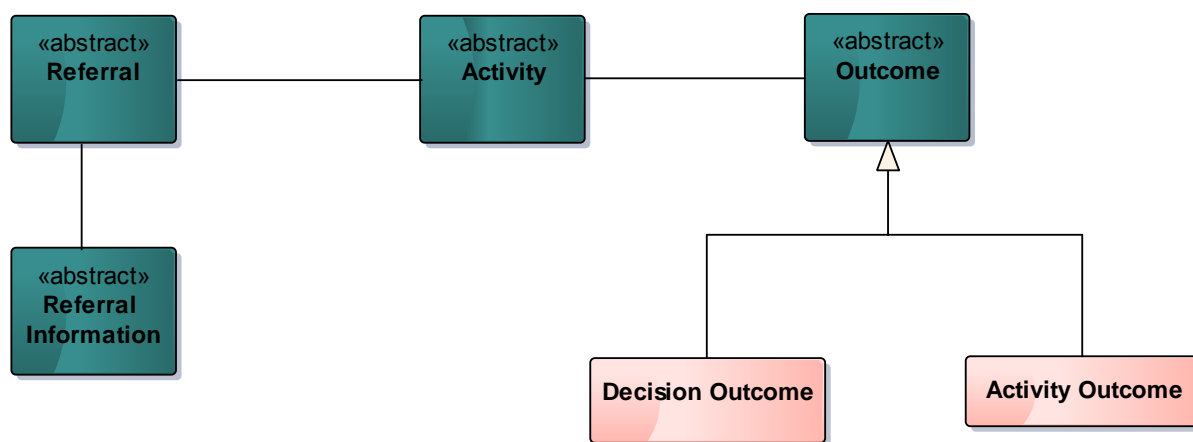 «abstract»
Referral
«abstract»
Activity
«abstract»
Outcome
«abstract»
Referral
Information
Decision Outcome
Activity Outcome